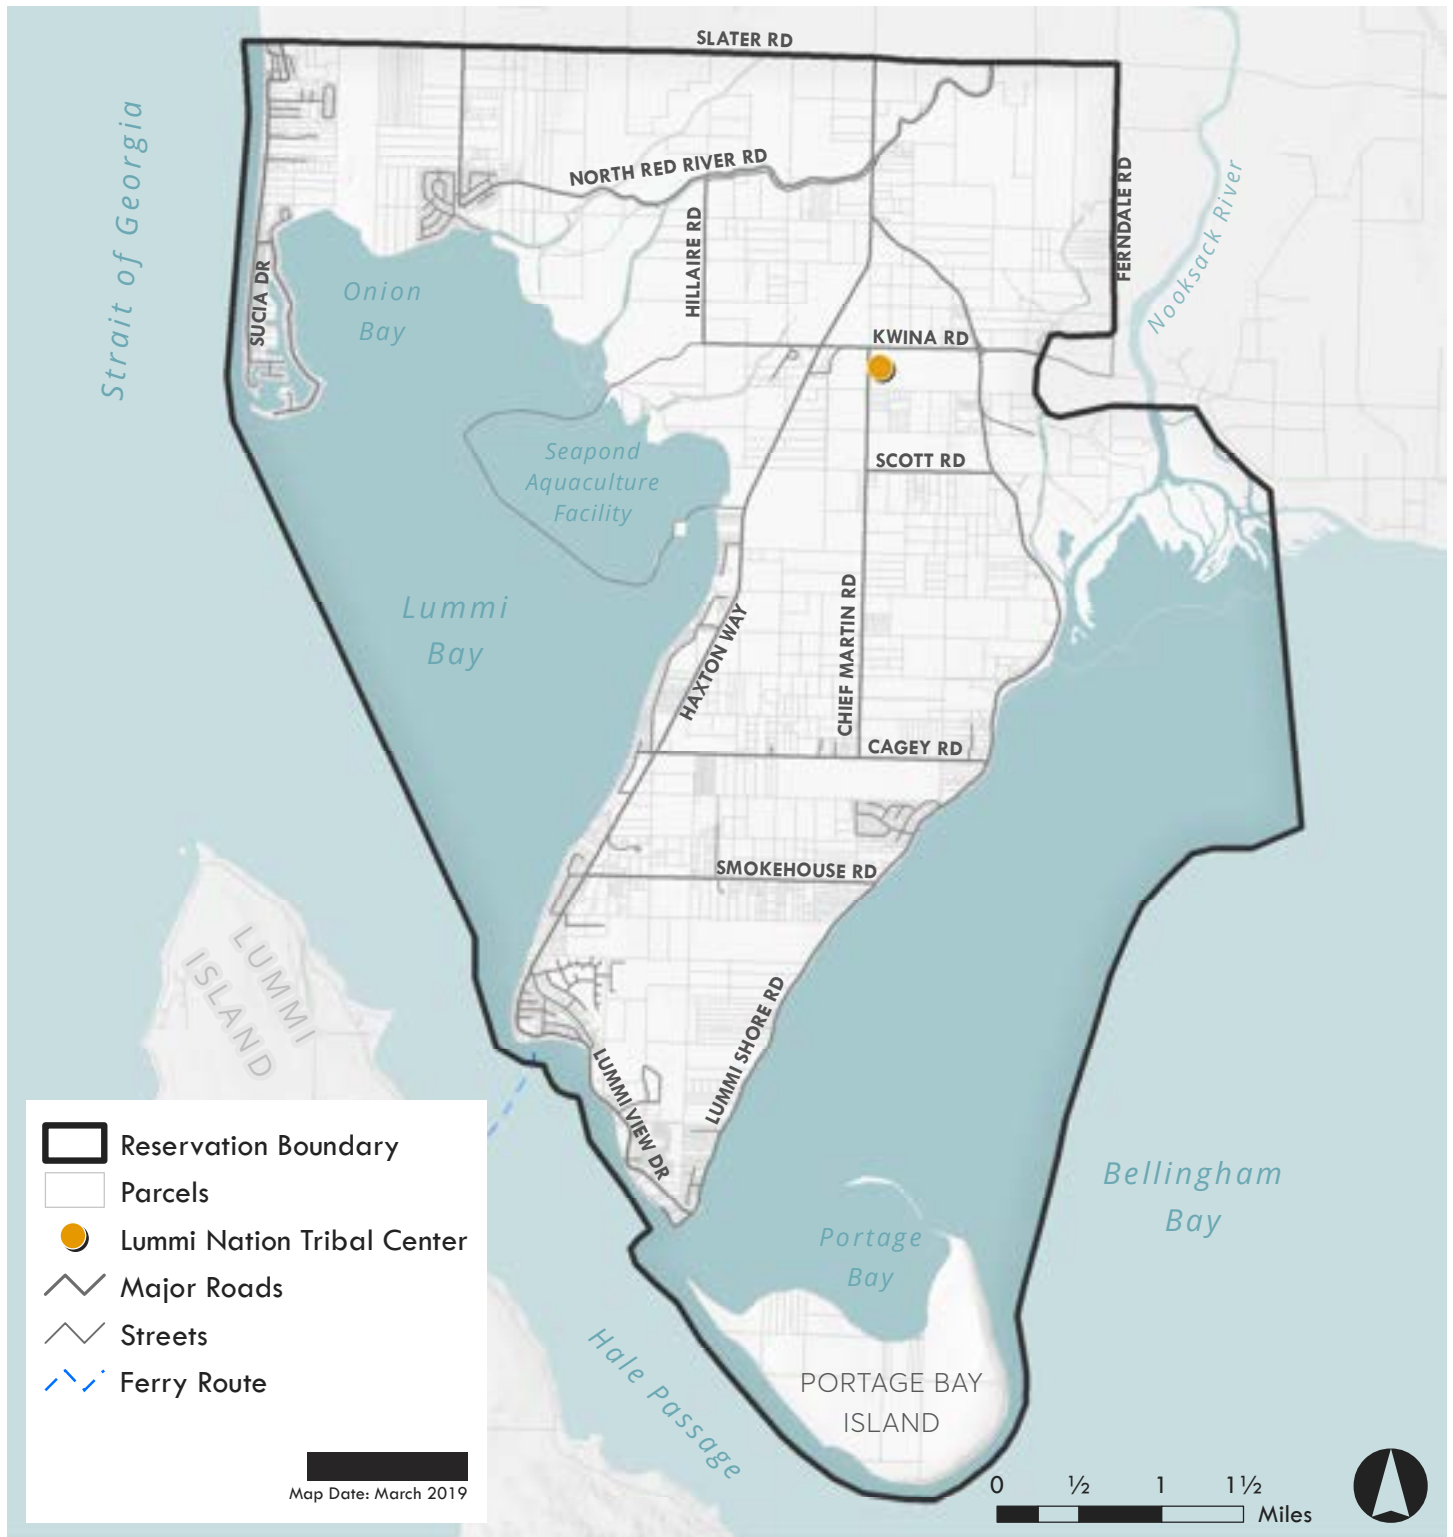 SLATER RD
Strait of Georgia
NORTH RED RIVER RD
FERNDALE RD
Nooksack River
HILLAIRE RD
SUCIA DR
Onion
Bay
KWINA RD
Seapond
Aquaculture
Facility
SCOTT RD
Lummi
Bay
HAXTON WAY
CHIEF MARTIN RD
CAGEY RD
SMOKEHOUSE RD
LUMMI
ISLAND
LUMMI SHORE RD
LUMMI VIEW DR
Bellingham
Bay
Portage
Bay
Hale Passage
PORTAGE BAY
ISLAND
Reservation Boundary
Parcels
Lummi Nation Tribal Center
Major Roads
Streets
Ferry Route
Map Date: March 2019
0 ½ 1 1½
Miles